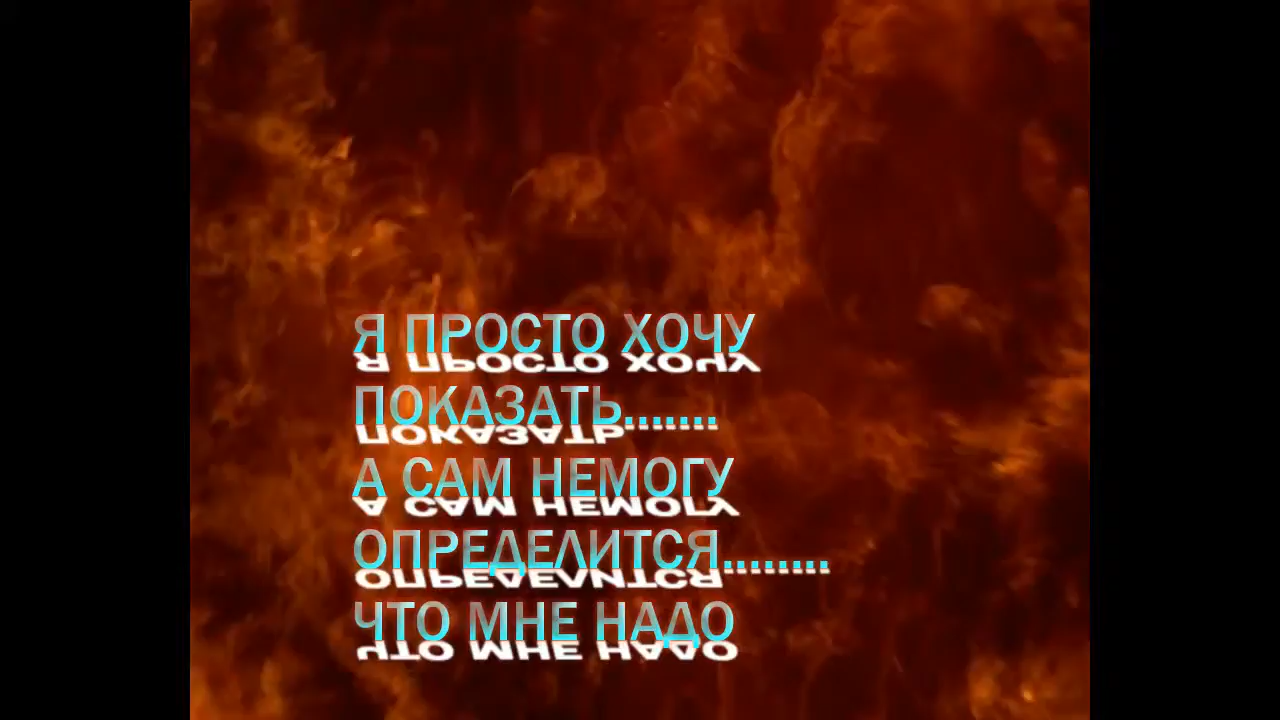 Я ПРОСТО ХОЧУ
ПОКАЗАТЬ.......
А САМ НЕМОГУ
ОПРЕДЕЛИТСЯ........
ЧТО МНЕ НАДО